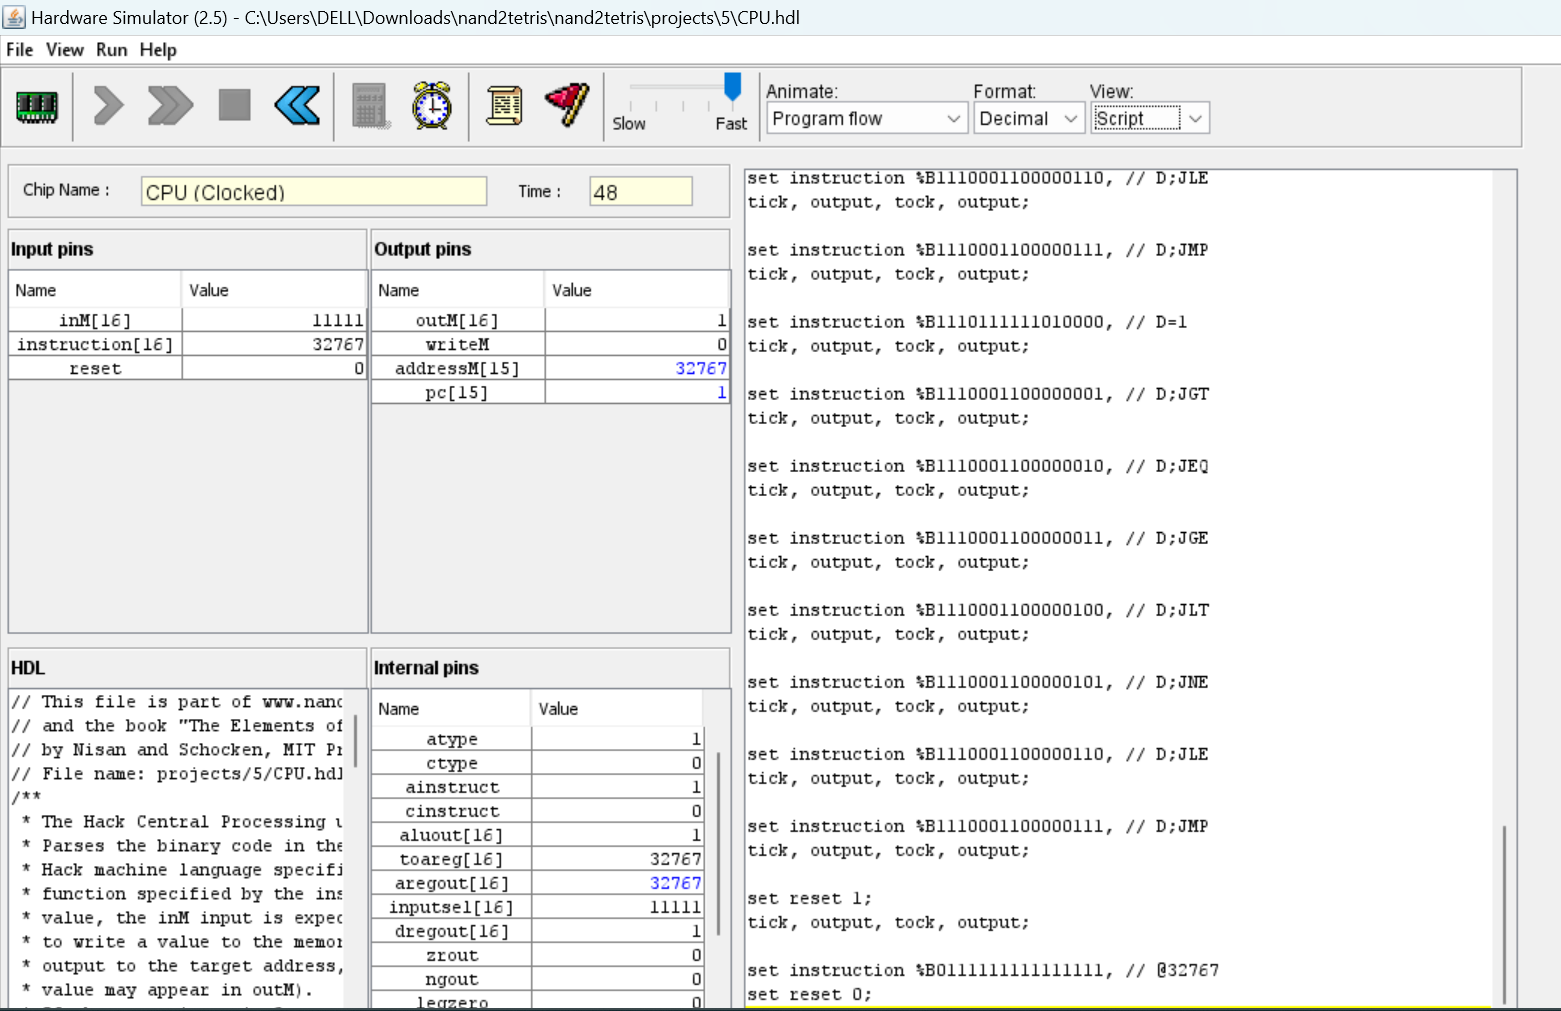 Hardware Simulator (2.5) - C:\Users\DELL\Downloads\nand2tetris\nand2tetris\projects\5\CPU.hdl
File View Run Help
Slow Fast
Animate: Format: View:
Program flow Decimal Script
Chip Name : CPU (Clocked) Time : 48
Input pins
Name Value
inM[16] 11111
instruction[16] 32767
reset 0
Output pins
Name Value
outM[16] 1
writeM 0
addressM[15] 32767
pc[15] 1
HDL
// This file is part of www.nand
// and the book "The Elements of
// by Nisan and Schocken, MIT Pr
// File name: projects/5/CPU.hdl
/**
* The Hack Central Processing u
* Parses the binary code in the
* Hack machine language specifi
* function specified by the ins
* value, the inM input is expec
* to write a value to the memor
* output to the target address,
* value may appear in outM).
Internal pins
Name Value
atype 1
ctype 0
ainstruct 1
cinstruct 0
aluout[16] 1
toareg[16] 32767
aregout[16] 32767
inputsel[16] 11111
dregout[16] 1
zrout 0
ngout 0
leqzero 0
set instruction %B1110001100000110, // D;JLE
tick, output, tock, output;
set instruction %B1110001100000111, // D;JMP
tick, output, tock, output;
set instruction %B1110111111010000, // D=1
tick, output, tock, output;
set instruction %B1110001100000001, // D;JGT
tick, output, tock, output;
set instruction %B1110001100000010, // D;JEQ
tick, output, tock, output;
set instruction %B1110001100000011, // D;JGE
tick, output, tock, output;
set instruction %B1110001100000100, // D;JLT
tick, output, tock, output;
set instruction %B1110001100000101, // D;JNE
tick, output, tock, output;
set instruction %B1110001100000110, // D;JLE
tick, output, tock, output;
set instruction %B1110001100000111, // D;JMP
tick, output, tock, output;
set reset 1;
tick, output, tock, output;
set instruction %B0111111111111111, // @32767
set reset 0;